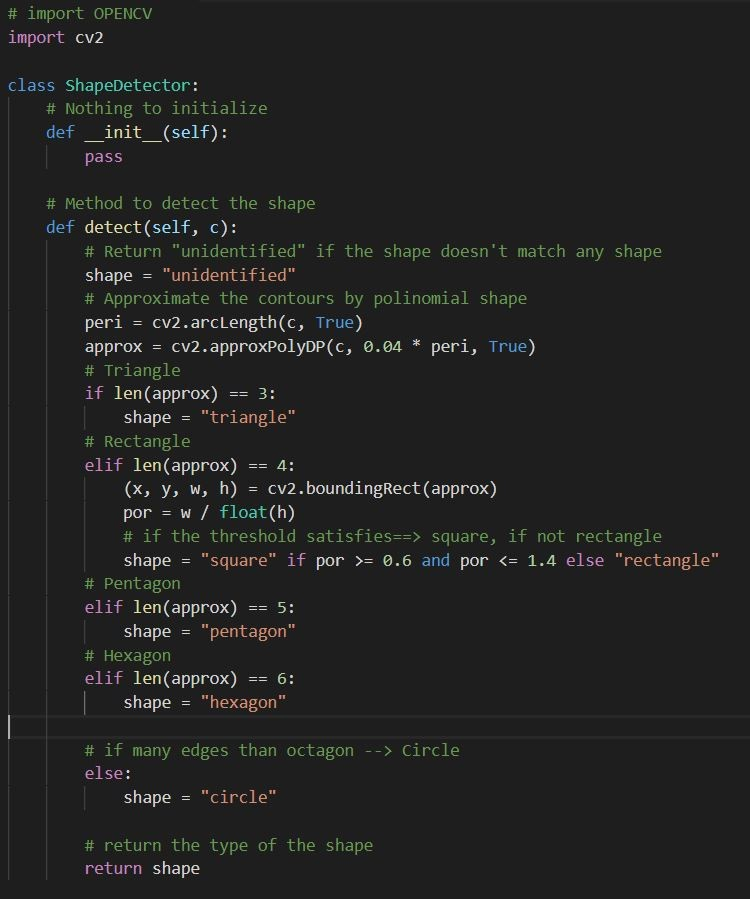 # import OPENCV
import cv2

class ShapeDetector:
    # Nothing to initialize
    def __init__(self):
        pass

    # Method to detect the shape
    def detect(self, c):
        # Return "unidentified" if the shape doesn't match any shape
        shape = "unidentified"
        # Approximate the contours by polinomial shape
        peri = cv2.arcLength(c, True)
        approx = cv2.approxPolyDP(c, 0.04 * peri, True)
        # Triangle
        if len(approx) == 3:
            shape = "triangle"
        # Rectangle
        elif len(approx) == 4:
            (x, y, w, h) = cv2.boundingRect(approx)
            por = w / float(h)
            # if the threshold satisfies==> square, if not rectangle
            shape = "square" if por >= 0.6 and por <= 1.4 else "rectangle"
        # Pentagon
        elif len(approx) == 5:
            shape = "pentagon"
        # Hexagon
        elif len(approx) == 6:
            shape = "hexagon"

        # if many edges than octagon --> Circle
        else:
            shape = "circle"

        # return the type of the shape
        return shape